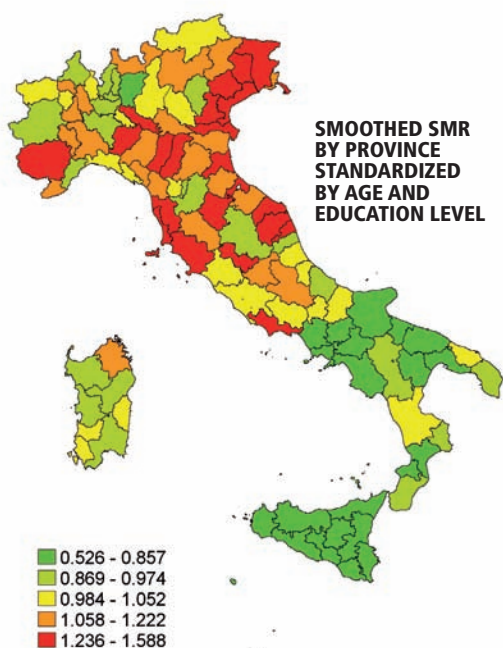 SMOOTHED SMR
BY PROVINCE
STANDARDIZED
BY AGE AND
EDUCATION LEVEL
0.526 - 0.857
0.869 - 0.974
0.984 - 1.052
1.058 - 1.222
1.236 - 1.588